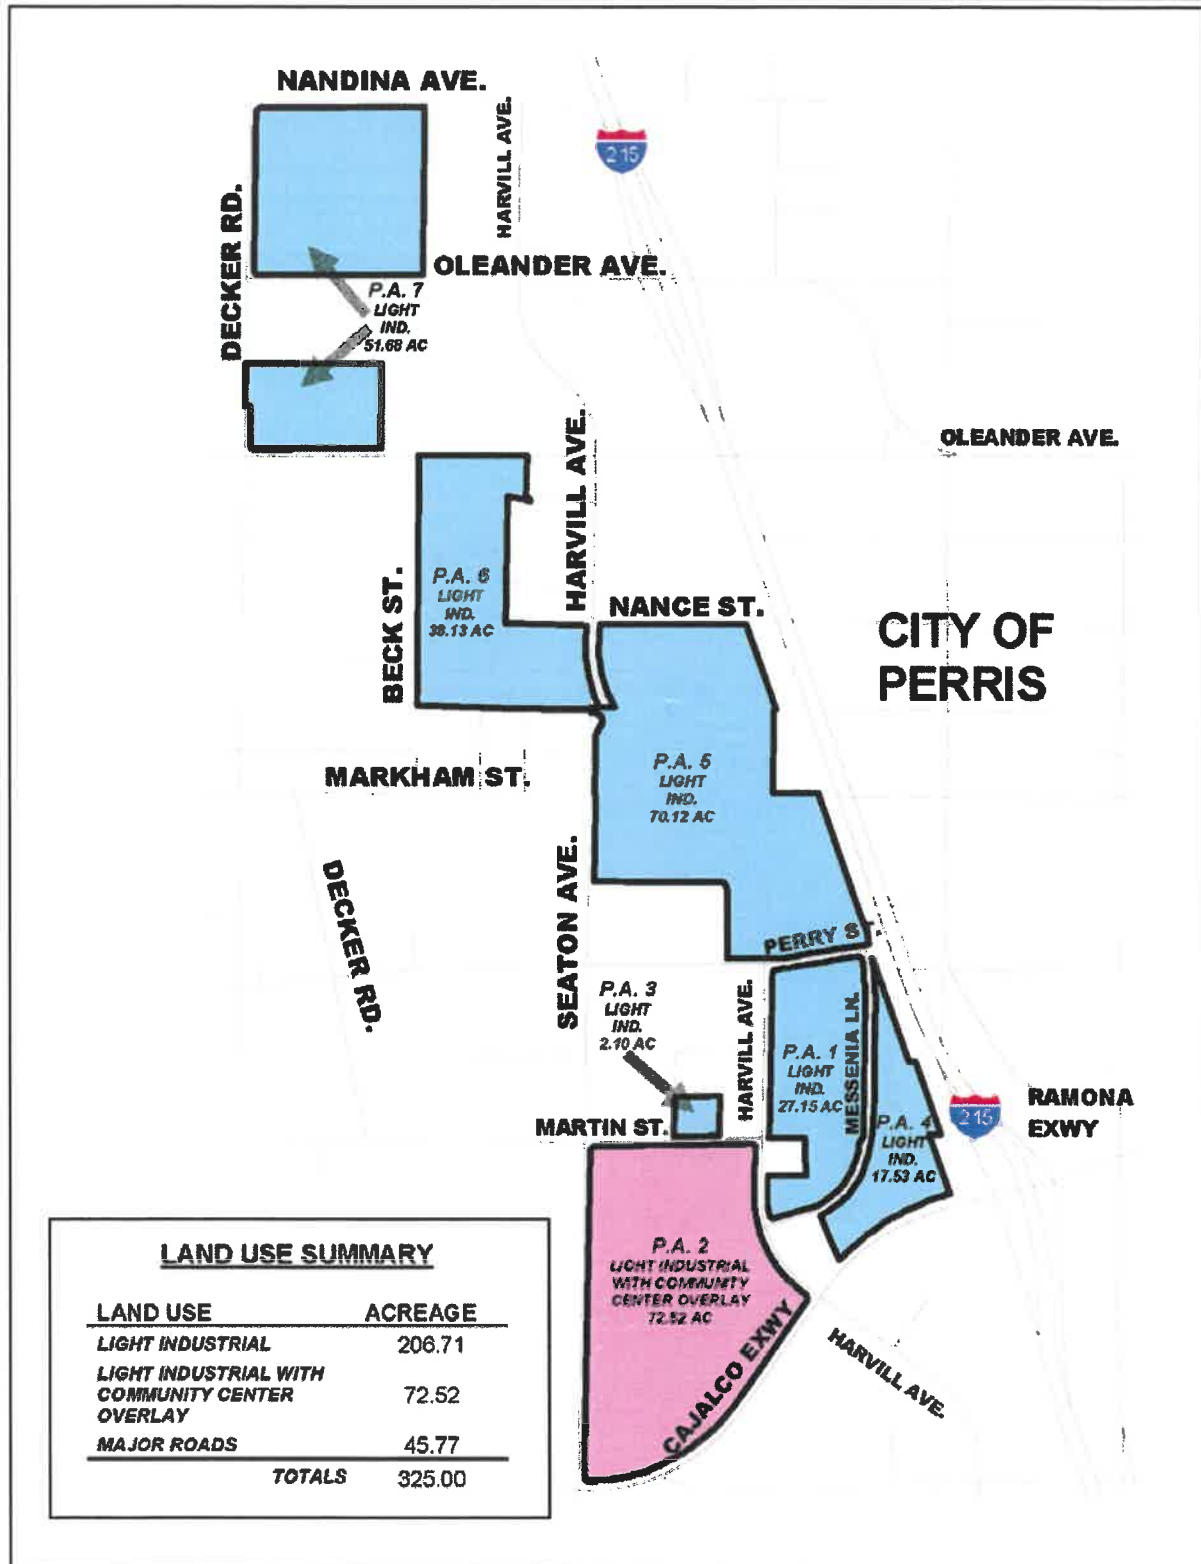 NANDINA AVE.
HARVILL AVE.
215
DECKER RD.
OLEANDER AVE.
P.A. 7
LIGHT
IND.
51.68 AC
HARVILL AVE.
OLEANDER AVE.
BECK ST.
P.A. 6
LIGHT
IND.
38.13 AC
NANCE ST.
CITY OF
PERRIS
MARKHAM ST.
P.A. 5
LIGHT
IND.
70.12 AC
DECKER RD.
SEATON AVE.
PERRY ST.
P.A. 3
LIGHT
IND.
2.10 AC
HARVILL AVE.
P.A. 1
LIGHT
IND.
27.15 AC
MESSENIA LN.
P.A. 4
LIGHT
IND.
17.53 AC
215
RAMONA
EXWY
MARTIN ST.
P.A. 2
LIGHT INDUSTRIAL
WITH COMMUNITY
CENTER OVERLAY
72.52 AC
CAJALCO EXWY
HARVILL AVE.
LAND USE SUMMARY
LAND USE ACREAGE
LIGHT INDUSTRIAL 206.71
LIGHT INDUSTRIAL WITH
COMMUNITY CENTER 72.52
OVERLAY
MAJOR ROADS 45.77
TOTALS 325.00